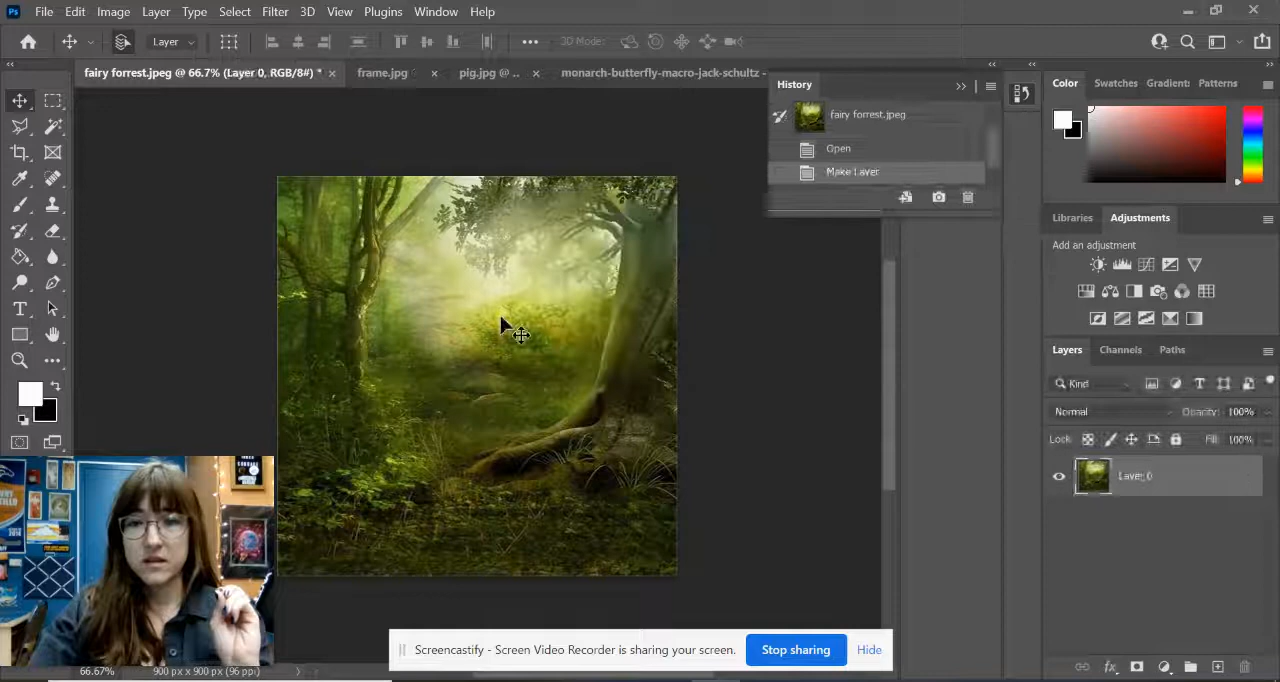 Ps File Edit Image Layer Type Select Filter 3D View Plugins Window Help
Layer 3D Mode:
fairy forrest.jpeg @ 66.7% (Layer 0, RGB/8#) * × frame.jpg × pig.jpg @ .. × monarch-butterfly-macro-jack-schultz -
History
fairy forrest.jpeg
Open
Make Layer
Color Swatches Gradient: Patterns
Libraries Adjustments
Add an adjustment
Layers Channels Paths
Kind
Normal Opacity: 100%
Lock: Fill: 100%
Layer 0
Screencastify - Screen Video Recorder is sharing your screen. Stop sharing Hide
66.67% 900 px x 900 px (96 ppi)